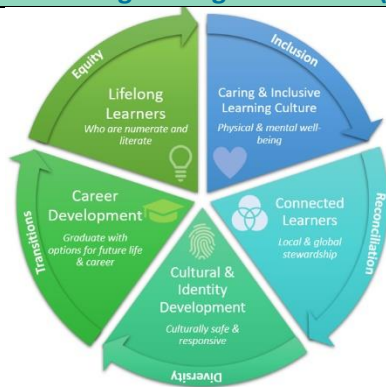 Equity
Lifelong
Learners
Who are numerate and
literate
Inclusion
Caring & Inclusive
Learning Culture
Physical & mental well-
being
Reconciliation
Connected
Learners
Local & global
stewardship
Diversity
Cultural &
Identity
Development
Culturally safe &
responsive
Transitions
Career
Development
Graduate with
options for future life
& career